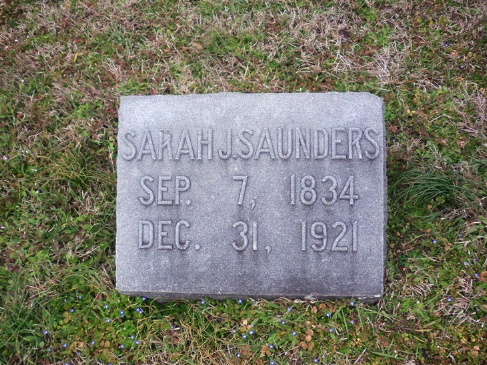 SARAH J. SAUNDERS
SEP. 7, 1834
DEC. 31, 1921